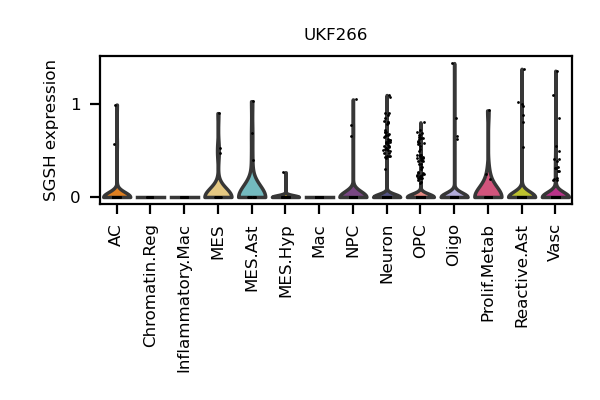 UKF266
SGSH expression
1
0
AC
Chromatin.Reg
Inflammatory.Mac
MES
MES.Ast
MES.Hyp
Mac
NPC
Neuron
OPC
Oligo
Prolif.Metab
Reactive.Ast
Vasc